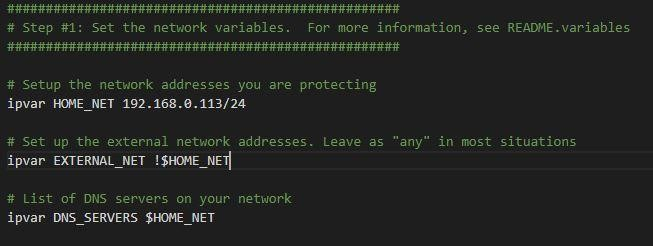 ###################################################
# Step #1: Set the network variables.  For more information, see README.variables
###################################################
# Setup the network addresses you are protecting
ipvar HOME_NET 192.168.0.113/24
# Set up the external network addresses. Leave as "any" in most situations
ipvar EXTERNAL_NET !$HOME_NET
# List of DNS servers on your network
ipvar DNS_SERVERS $HOME_NET